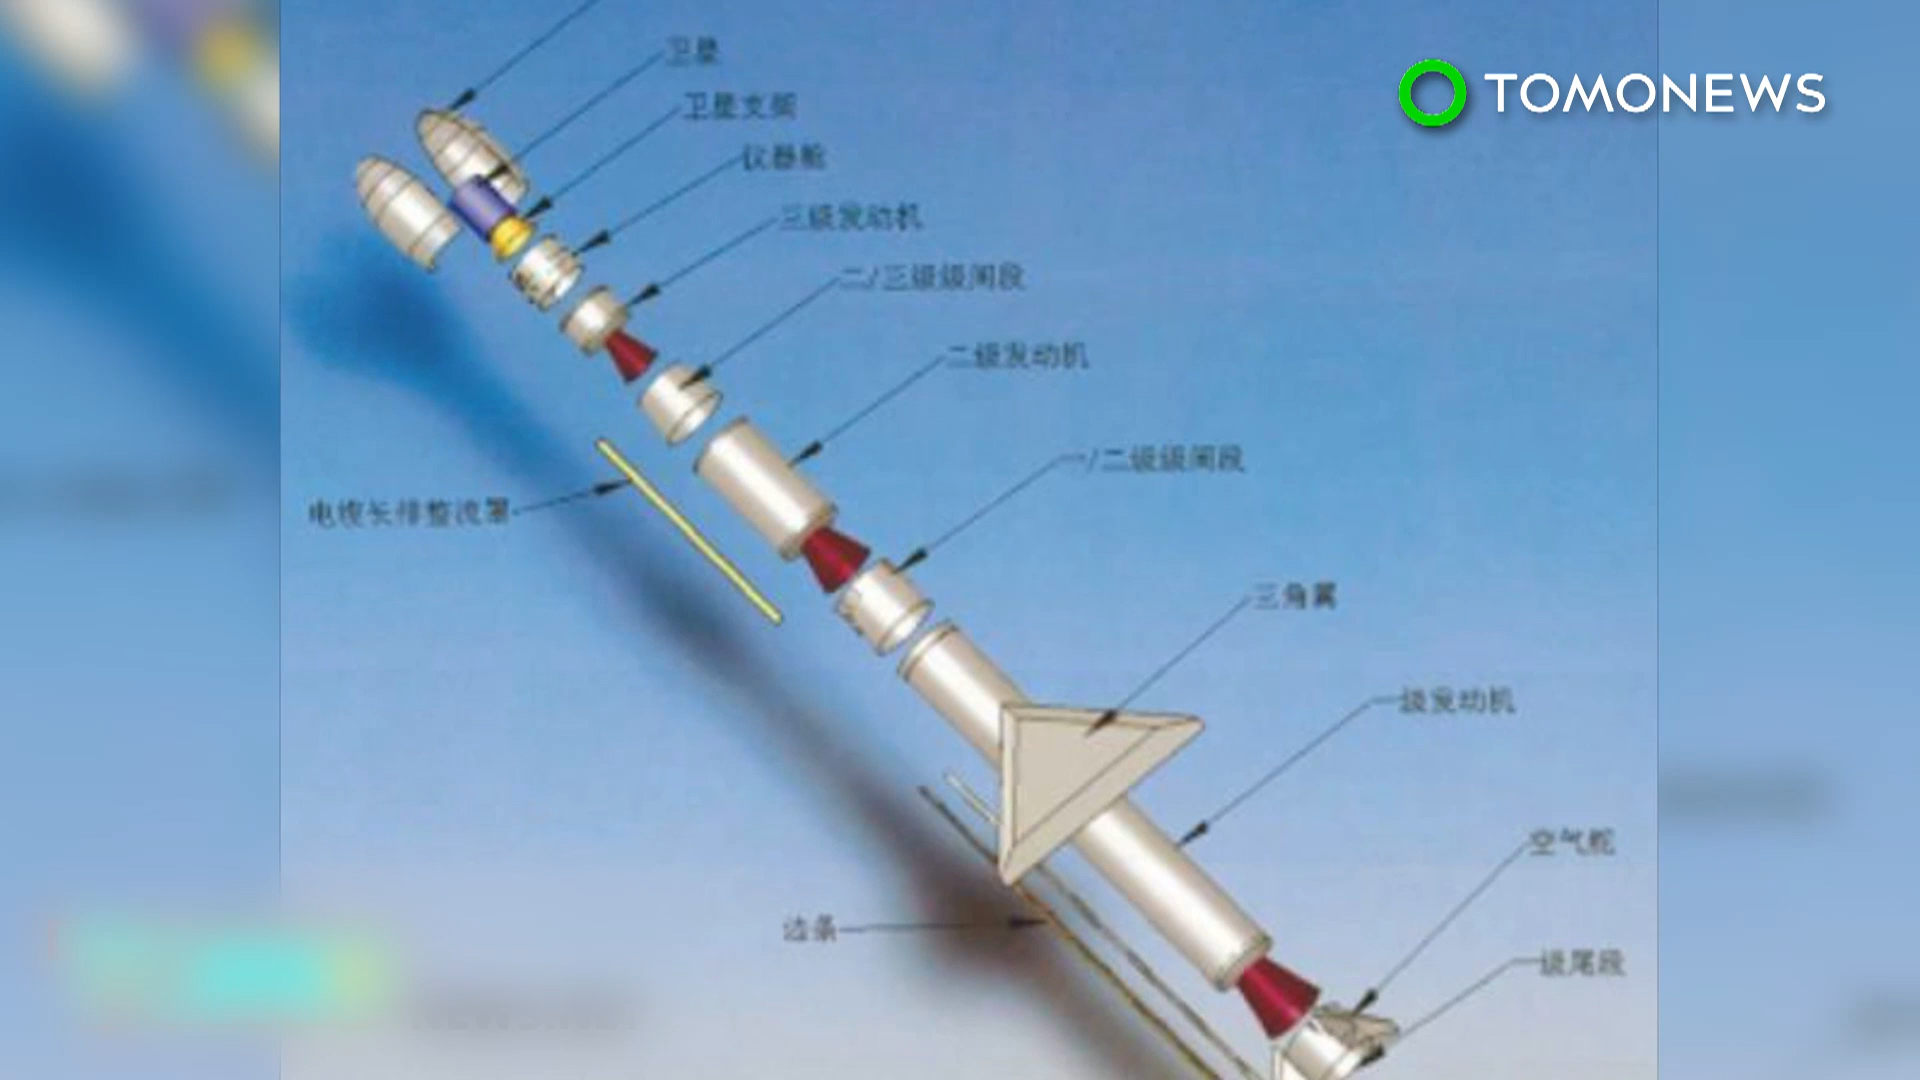 卫星
TOMONEWS
卫星支架
仪器舱
三级发动机
二/三级级间段
二级发动机
一/二级级间段
电缆长排整流罩
三角翼
一级发动机
空气舵
边条
一级尾段